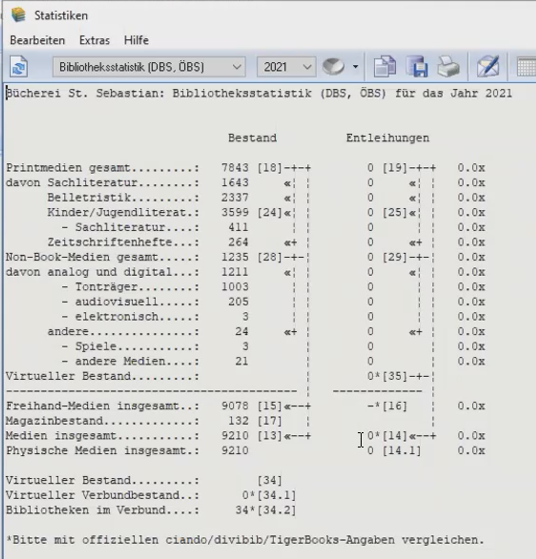 Statistiken
Bearbeiten Extras Hilfe
Bibliotheksstatistik (DBS, ÖBS) 2021
Bücherei St. Sebastian: Bibliotheksstatistik (DBS, ÖBS) für das Jahr 2021
Bestand Entleihungen
Printmedien gesamt.........: 7843 [18]-+-+ 0 [19]-+-+ 0.0x
davon Sachliteratur........: 1643 «¦ ¦ 0 «¦ ¦ 0.0x
Belletristik.........: 2337 «¦ ¦ 0 «¦ ¦ 0.0x
Kinder/Jugendliterat.: 3599 [24]«¦ ¦ 0 [25]«¦ ¦ 0.0x
- Sachliteratur....: 411 ¦ ¦ 0 ¦ ¦ 0.0x
Zeitschriftenhefte...: 264 «+ ¦ 0 «+ ¦ 0.0x
Non-Book-Medien gesamt.....: 1235 [28]-+-¦ 0 [29]-+-¦ 0.0x
davon analog und digital...: 1211 «¦ ¦ 0 «¦ ¦ 0.0x
- Tonträger........: 1003 ¦ ¦ 0 ¦ ¦ 0.0x
- audiovisuell.....: 205 ¦ ¦ 0 ¦ ¦ 0.0x
- elektronisch.....: 3 ¦ ¦ 0 ¦ ¦ 0.0x
andere...............: 24 «+ ¦ 0 «+ ¦ 0.0x
- Spiele...........: 3 ¦ 0 ¦ 0.0x
- andere Medien....: 21 ¦ 0 ¦ 0.0x
Virtueller Bestand.........: ¦ 0*[35]-+-¦
Freihand-Medien insgesamt..: 9078 [15]«--+ -*[16] ¦ 0.0x
Magazinbestand.............: 132 [17] ¦ ¦
Medien insgesamt...........: 9210 [13]«--+ 0*[14]«--+ 0.0x
Physische Medien insgesamt.: 9210 0 [14.1] 0.0x
Virtueller Bestand.........: [34]
Virtueller Verbundbestand..: 0*[34.1]
Bibliotheken im Verbund....: 34*[34.2]
*Bitte mit offiziellen ciando/divibib/TigerBooks-Angaben vergleichen.